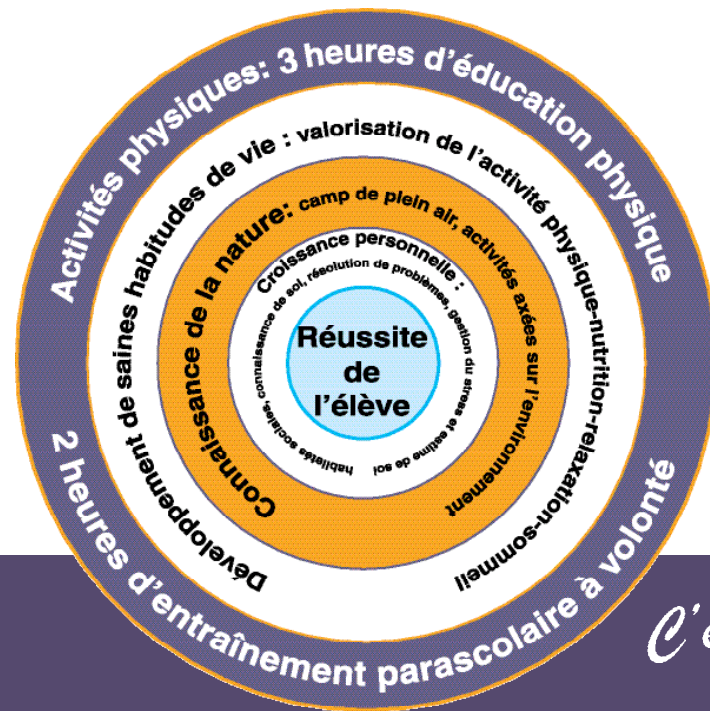 Activités physiques: 3 heures d'éducation physique
2 heures d'entraînement parascolaire à volonté
Développement de saines habitudes de vie : valorisation de l'activité physique-nutrition-relaxation-sommeil
Connaissance de la nature: camp de plein air, activités axées sur l'environnement
Croissance personnelle :
habiletés sociales, connaissance de soi, résolution de problèmes, gestion du stress et estime de soi
Réussite
de
l'élève